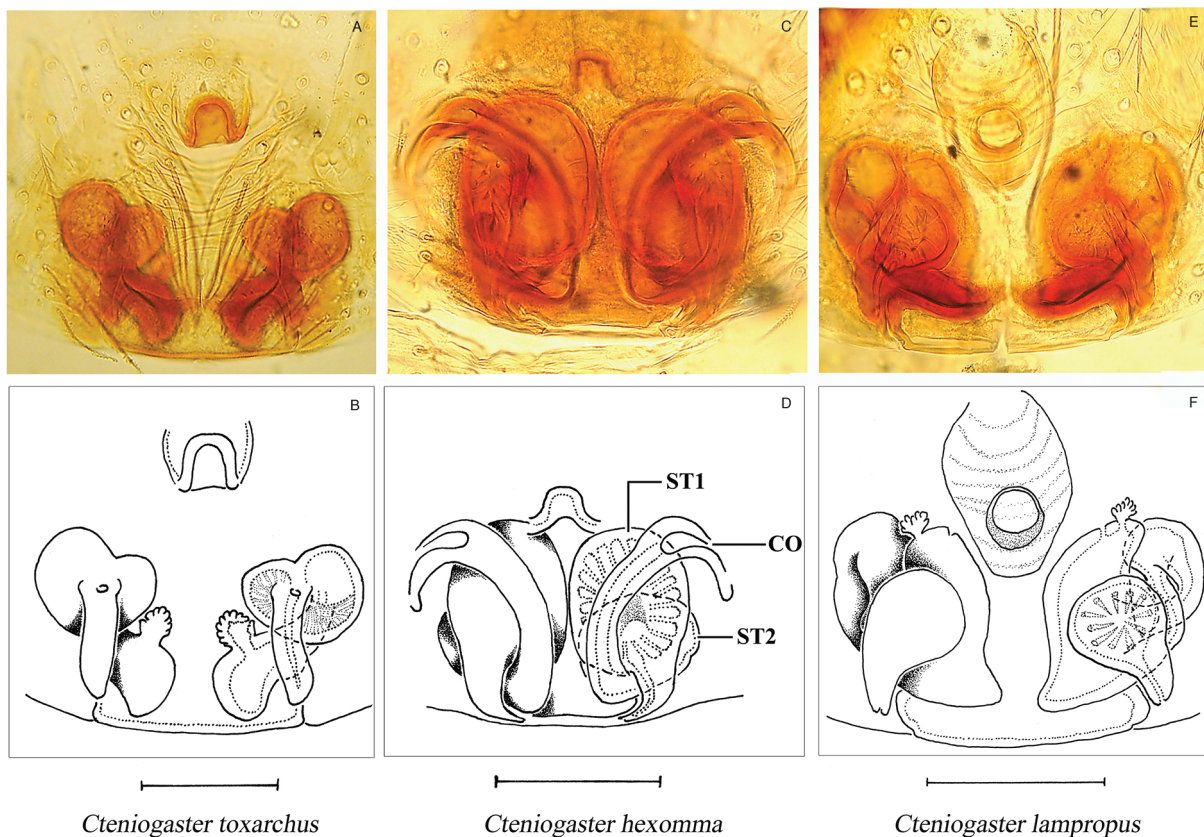 A
C
E
B
D
F
ST1
CO
ST2
Cteniogaster toxarchus
Cteniogaster hexomma
Cteniogaster lampropus